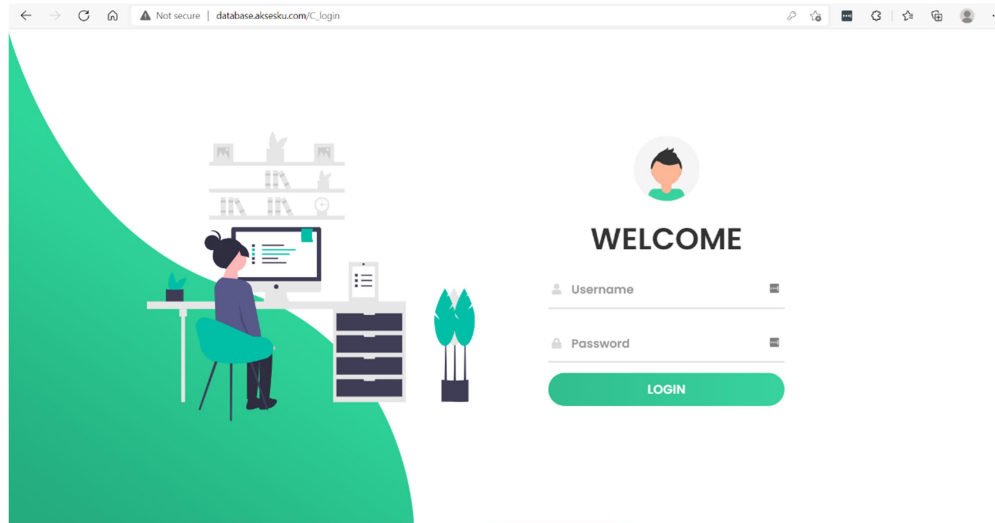 Not secure | database.aksesku.com/C_login
WELCOME
Username
Password
LOGIN